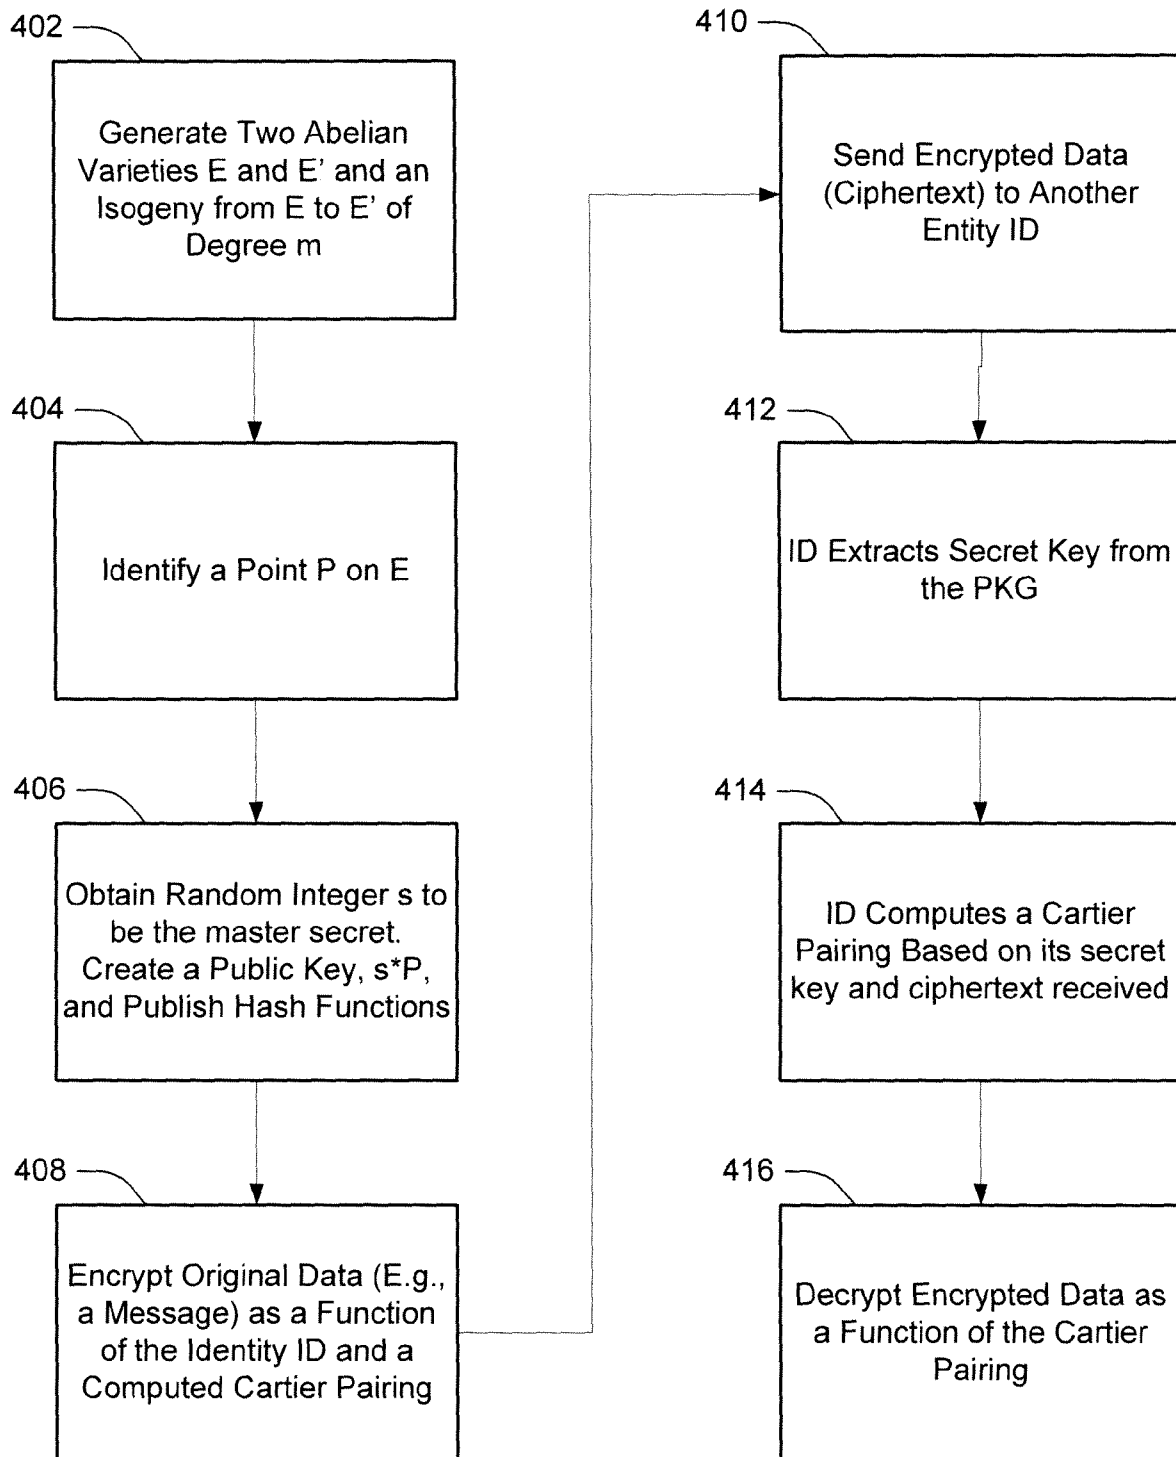 402
Generate Two Abelian
Varieties E and E' and an
Isogeny from E to E' of
Degree m
404
Identify a Point P on E
406
Obtain Random Integer s to
be the master secret.
Create a Public Key, s*P,
and Publish Hash Functions
408
Encrypt Original Data (E.g.,
a Message) as a Function
of the Identity ID and a
Computed Cartier Pairing
410
Send Encrypted Data
(Ciphertext) to Another
Entity ID
412
ID Extracts Secret Key from
the PKG
414
ID Computes a Cartier
Pairing Based on its secret
key and ciphertext received
416
Decrypt Encrypted Data as
a Function of the Cartier
Pairing